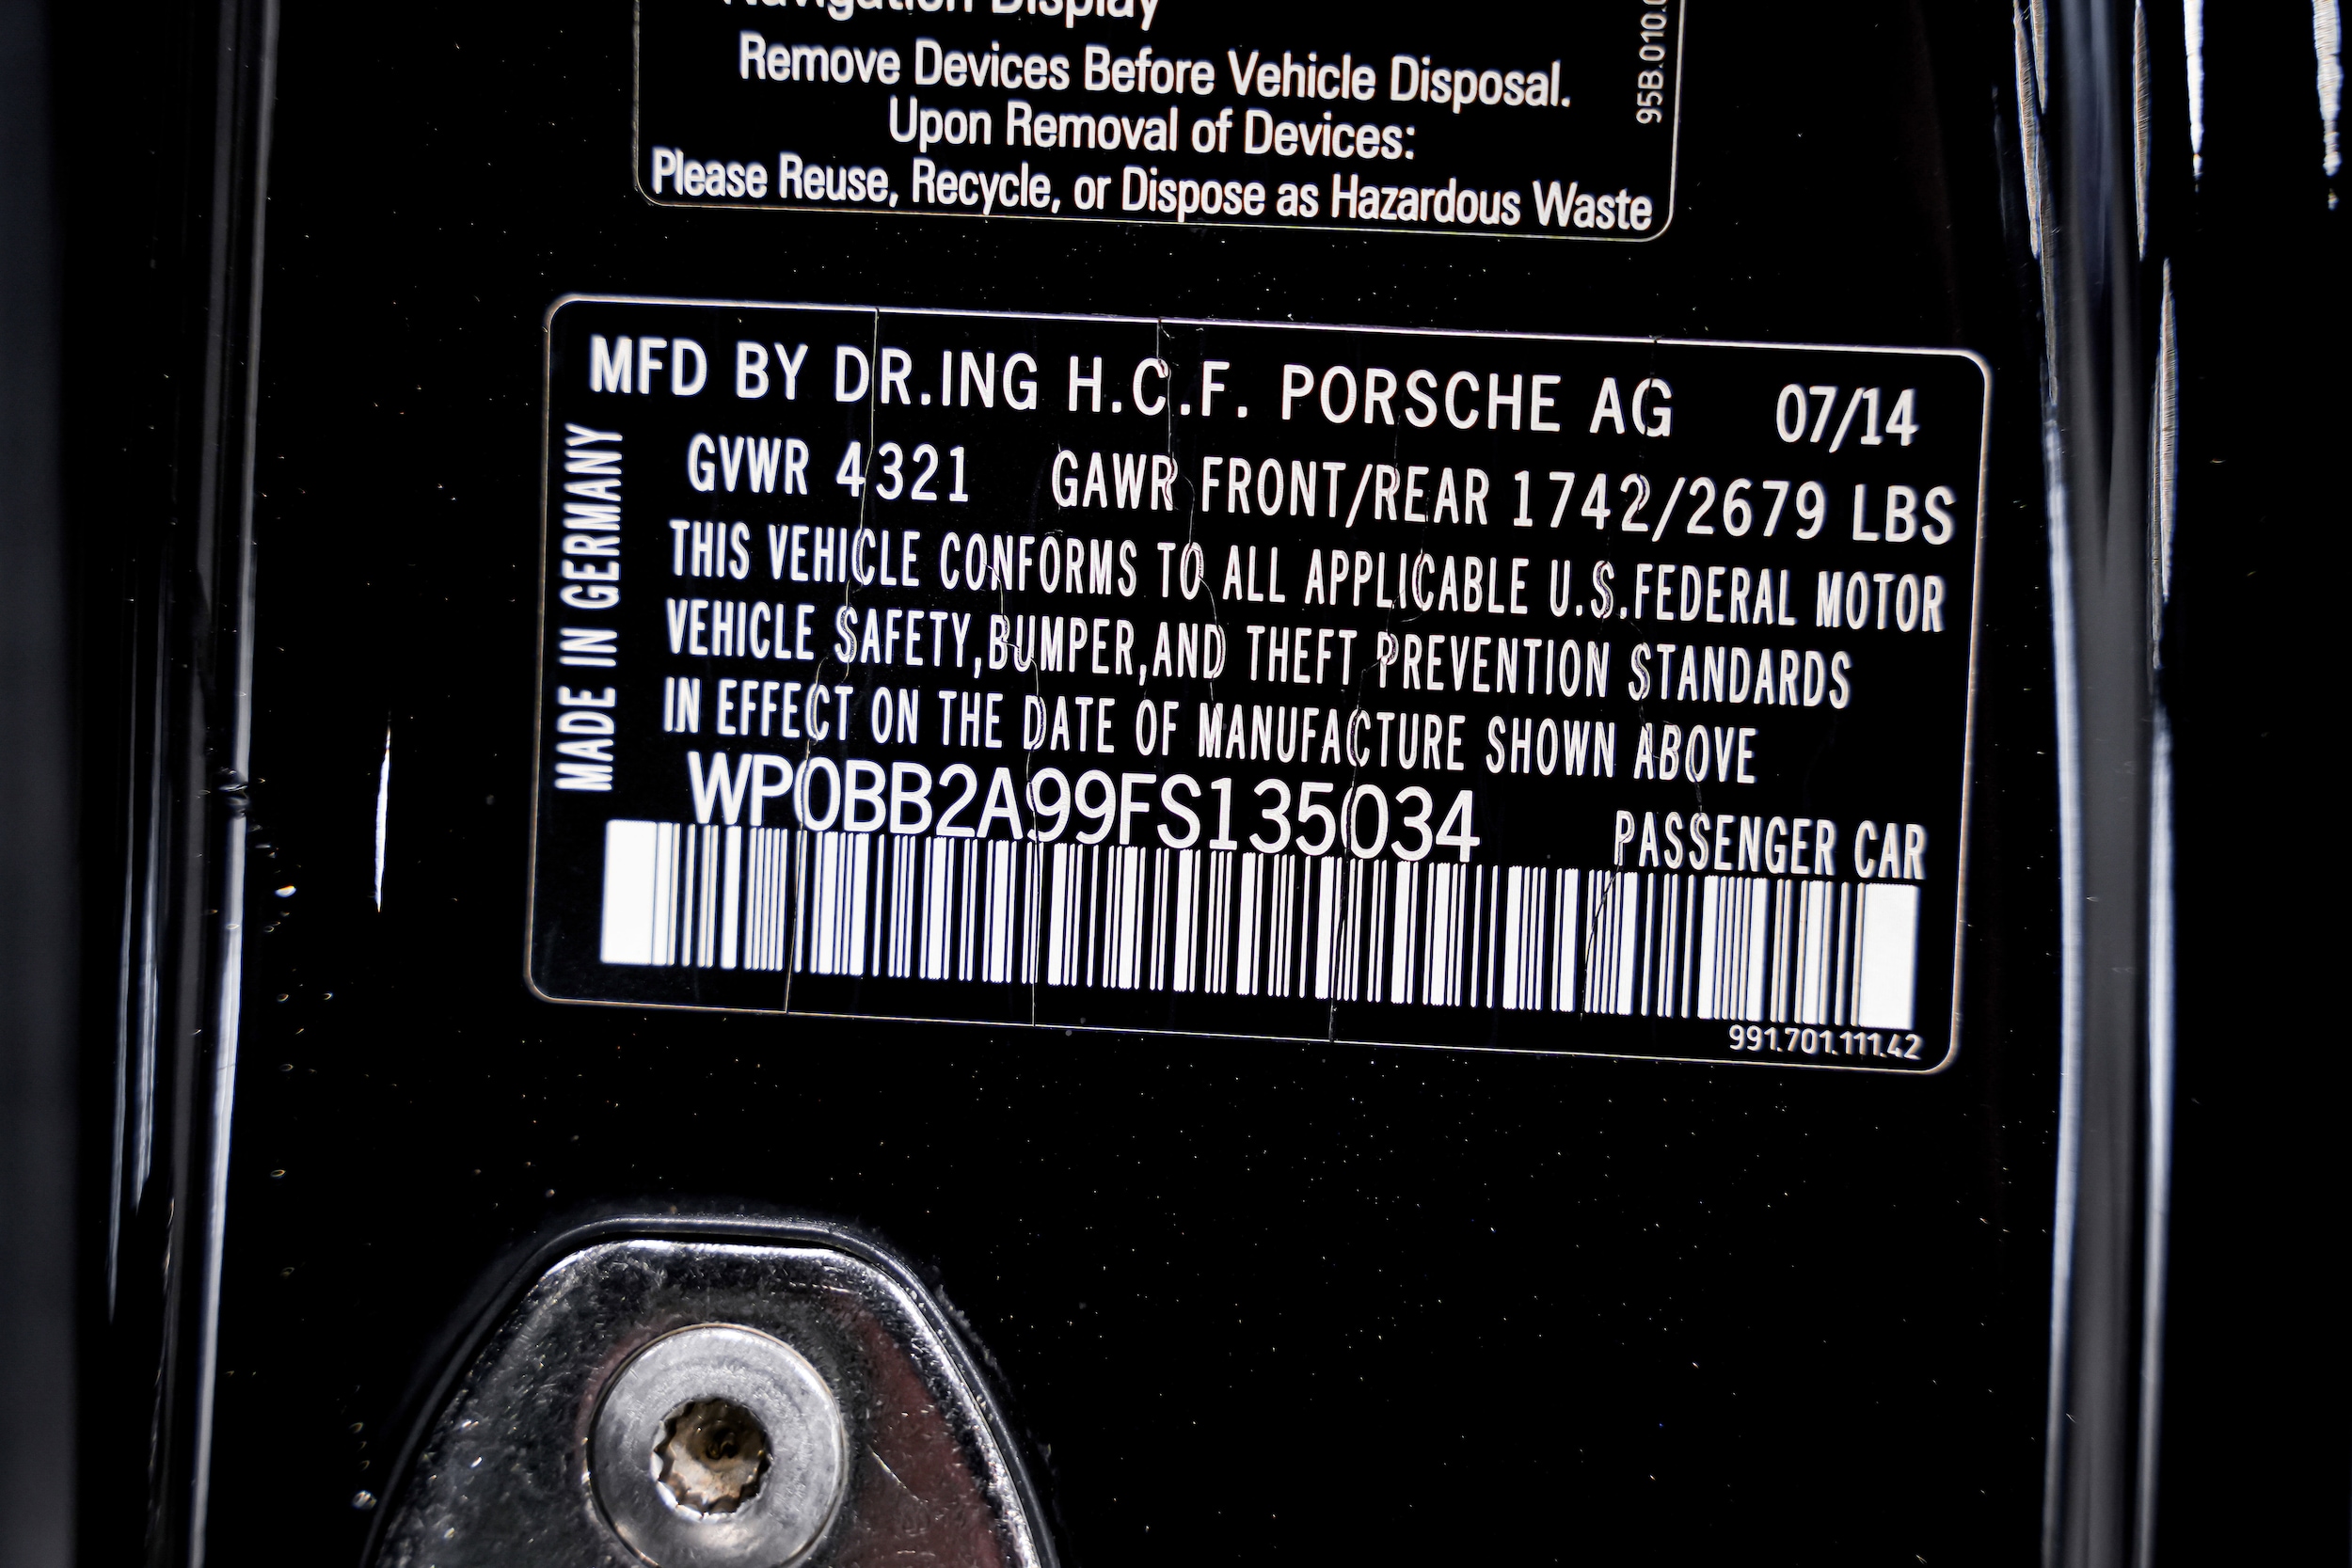 Navigation Display
Remove Devices Before Vehicle Disposal.
Upon Removal of Devices:
Please Reuse, Recycle, or Dispose as Hazardous Waste
95B.010.
MFD BY DR.ING H.C.F. PORSCHE AG 07/14
GVWR 4321 GAWR FRONT/REAR 1742/2679 LBS
THIS VEHICLE CONFORMS TO ALL APPLICABLE U.S.FEDERAL MOTOR
VEHICLE SAFETY,BUMPER,AND THEFT PREVENTION STANDARDS
IN EFFECT ON THE DATE OF MANUFACTURE SHOWN ABOVE
WP0BB2A99FS135034 PASSENGER CAR
991.701.111.42
MADE IN GERMANY